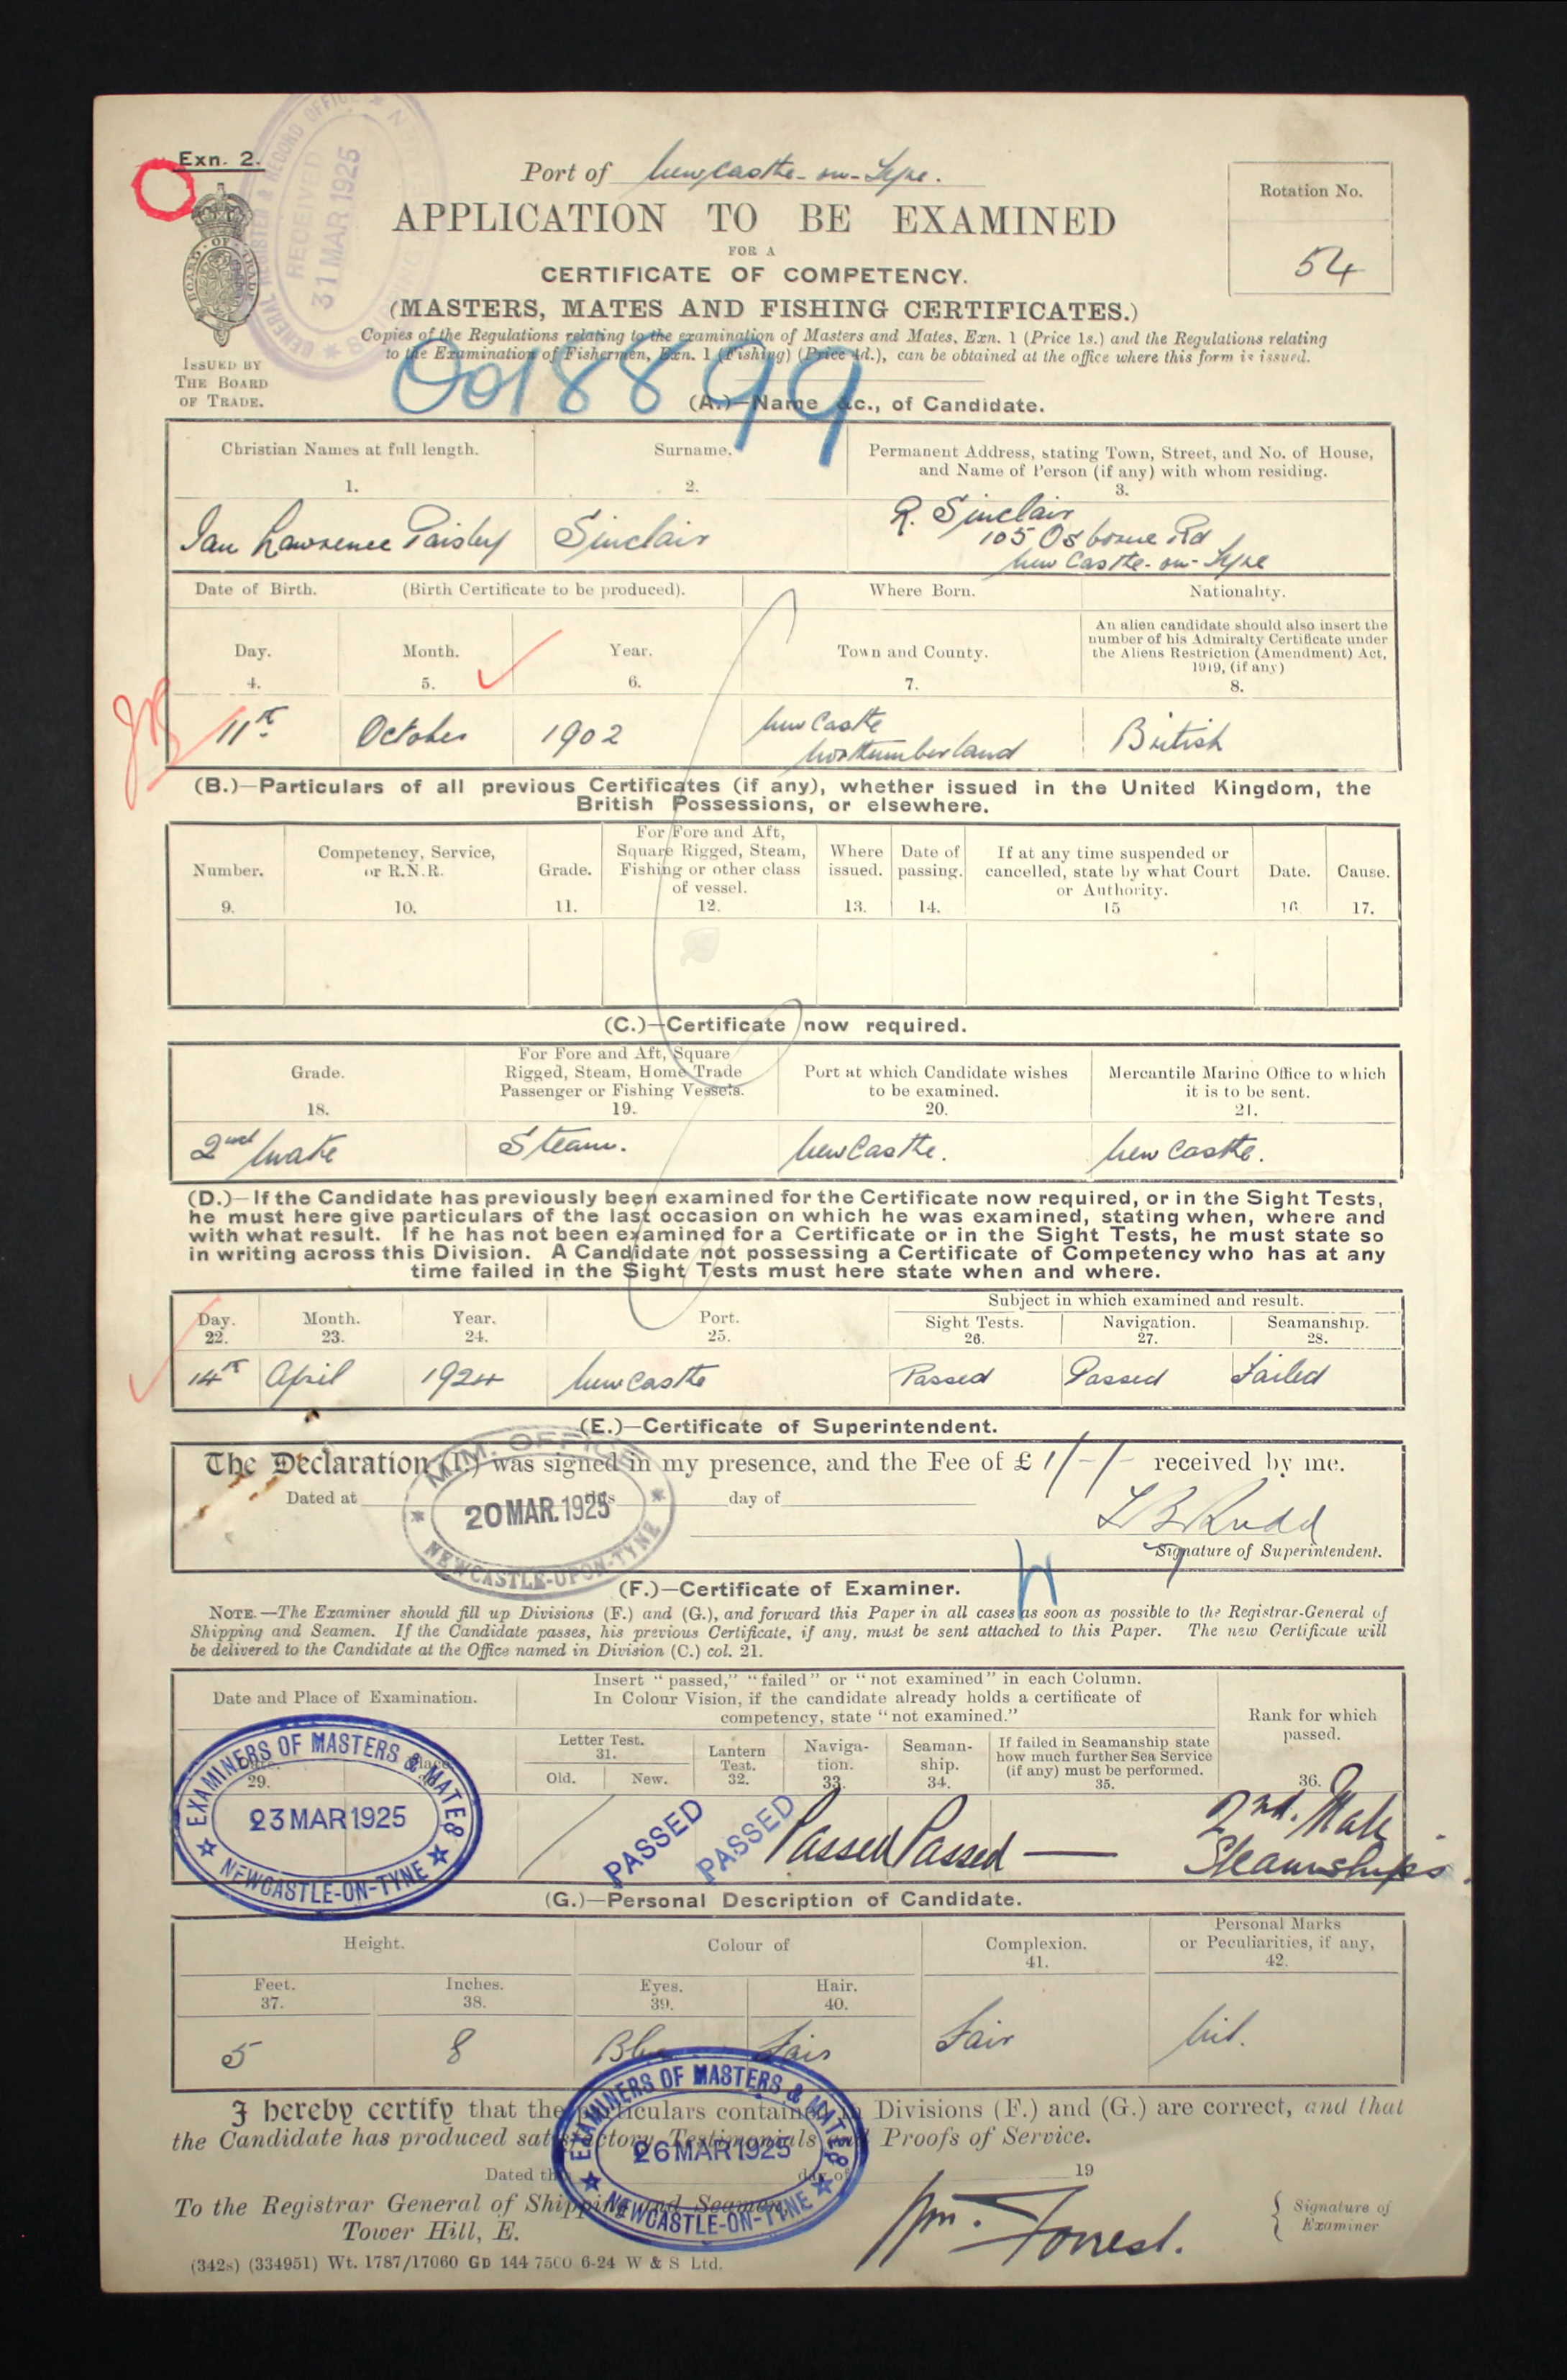 Exn. 2.
GENERAL REGISTER & RECORD OFFICE
RECEIVED
31 MAR 1925
Port of Newcastle-on-Tyne.
Rotation No.
54
APPLICATION TO BE EXAMINED
FOR A
CERTIFICATE OF COMPETENCY.
(MASTERS, MATES AND FISHING CERTIFICATES.)
Copies of the Regulations relating to the examination of Masters and Mates, Exn. 1 (Price 1s.) and the Regulations relating
to the Examination of Fishermen, Exn. 1 (Fishing) (Price 4d.), can be obtained at the office where this form is issued.
BOARD OF TRADE
ISSUED BY
THE BOARD
OF TRADE.
0018899
(A.)—Name &c., of Candidate.
Christian Names at full length. Surname. Permanent Address, stating Town, Street, and No. of House,
and Name of Person (if any) with whom residing.
1. 2. 3.
Ian Lawrence Paisley Sinclair R. Sinclair
105 Osborne Rd
Newcastle-on-Tyne
Date of Birth. (Birth Certificate to be produced). Where Born. Nationality.
Day. Month. Year. Town and County. An alien candidate should also insert the
number of his Admiralty Certificate under
the Aliens Restriction (Amendment) Act,
1919, (if any)
4. 5. 6. 7. 8.
11th October 1902 Newcastle
Northumberland British
(B.)—Particulars of all previous Certificates (if any), whether issued in the United Kingdom, the
British Possessions, or elsewhere.
Number. Competency, Service,
or R.N.R. Grade. For Fore and Aft,
Square Rigged, Steam,
Fishing or other class
of vessel. Where
issued. Date of
passing. If at any time suspended or
cancelled, state by what Court
or Authority. Date. Cause.
9. 10. 11. 12. 13. 14. 15 16 17.
(C.)—Certificate now required.
Grade. For Fore and Aft, Square
Rigged, Steam, Home Trade
Passenger or Fishing Vessels. Port at which Candidate wishes
to be examined. Mercantile Marine Office to which
it is to be sent.
18. 19. 20. 21.
2nd Mate Steam. Newcastle. Newcastle.
(D.)—If the Candidate has previously been examined for the Certificate now required, or in the Sight Tests,
he must here give particulars of the last occasion on which he was examined, stating when, where and
with what result. If he has not been examined for a Certificate or in the Sight Tests, he must state so
in writing across this Division. A Candidate not possessing a Certificate of Competency who has at any
time failed in the Sight Tests must here state when and where.
Day. Month. Year. Port. Subject in which examined and result.
Sight Tests. Navigation. Seamanship.
22. 23. 24. 25. 26. 27. 28.
14th April 1924 Newcastle Passed Passed Failed
(E.)—Certificate of Superintendent.
The Declaration (I.) was signed in my presence, and the Fee of £ 1/-/- received by me.
Dated at this day of
M.M. OFFICE
20 MAR. 1925
NEWCASTLE-UPON-TYNE
L B Rudd
Signature of Superintendent.
(F.)—Certificate of Examiner.
NOTE.—The Examiner should fill up Divisions (F.) and (G.), and forward this Paper in all cases as soon as possible to the Registrar-General of
Shipping and Seamen. If the Candidate passes, his previous Certificate, if any, must be sent attached to this Paper. The new Certificate will
be delivered to the Candidate at the Office named in Division (C.) col. 21.
Date and Place of Examination. Insert "passed," "failed" or "not examined" in each Column.
In Colour Vision, if the candidate already holds a certificate of
competency, state "not examined." Rank for which
passed.
Letter Test.
31.
Old. New. Lantern
Test.
32. Naviga-
tion.
33. Seaman-
ship.
34. If failed in Seamanship state
how much further Sea Service
(if any) must be performed.
35. 36.
29.
EXAMINERS OF MASTERS & MATES
23 MAR 1925
NEWCASTLE-ON-TYNE
PASSED PASSED Passed Passed — 2nd. Mate
Steamships
(G.)—Personal Description of Candidate.
Height. Colour of Complexion.
41. Personal Marks
or Peculiarities, if any,
42.
Feet.
37. Inches.
38. Eyes.
39. Hair.
40.
5 8 Blue Fair Fair Nil.
I hereby certify that the particulars contained in Divisions (F.) and (G.) are correct, and that
the Candidate has produced satisfactory Testimonials and Proofs of Service.
Dated this day of 19
EXAMINERS OF MASTERS & MATES
26 MAR 1925
NEWCASTLE-ON-TYNE
To the Registrar General of Shipping and Seamen,
Tower Hill, E.
Wm. Forrest.
Signature of
Examiner
(342s) (334951) Wt. 1787/17060 GD 144 7500 6-24 W & S Ltd.